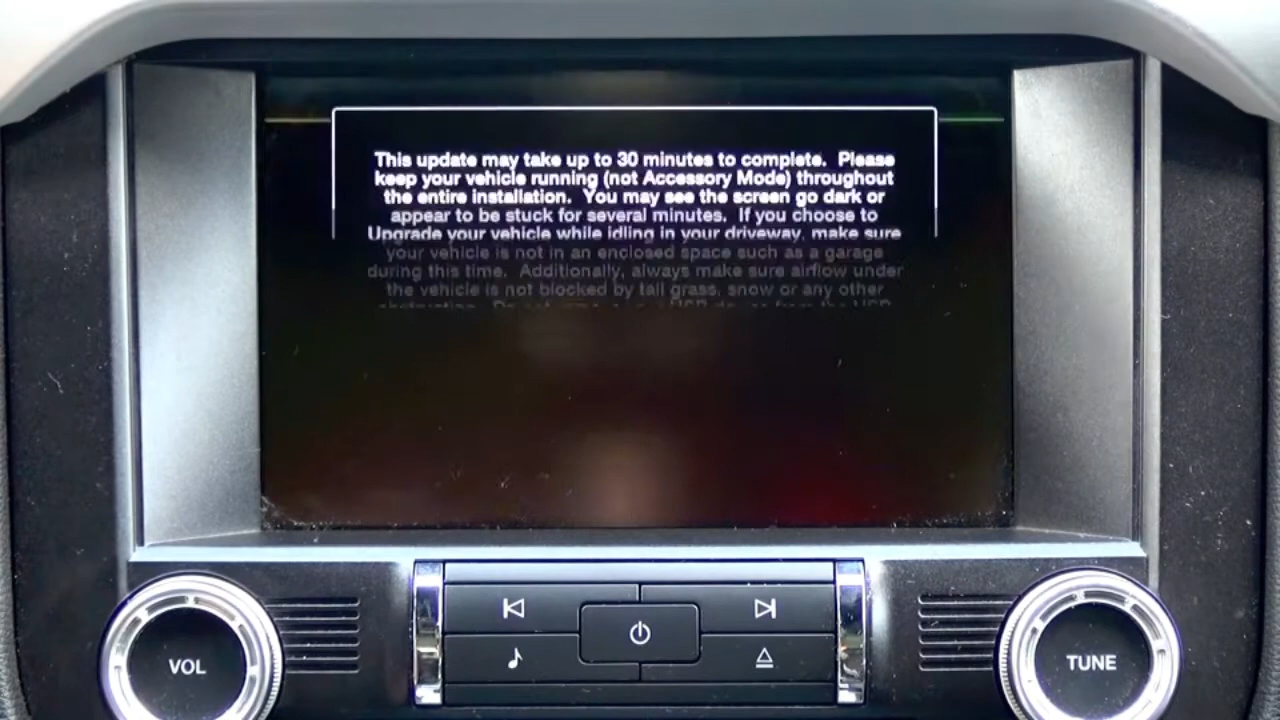 This update may take up to 30 minutes to complete. Please
keep your vehicle running (not Accessory Mode) throughout
the entire installation. You may see the screen go dark or
appear to be stuck for several minutes. If you choose to
Upgrade your vehicle while idling in your driveway, make sure
your vehicle is not in an enclosed space such as a garage
during this time. Additionally, always make sure airflow under
the vehicle is not blocked by tall grass, snow or any other
VOL
TUNE